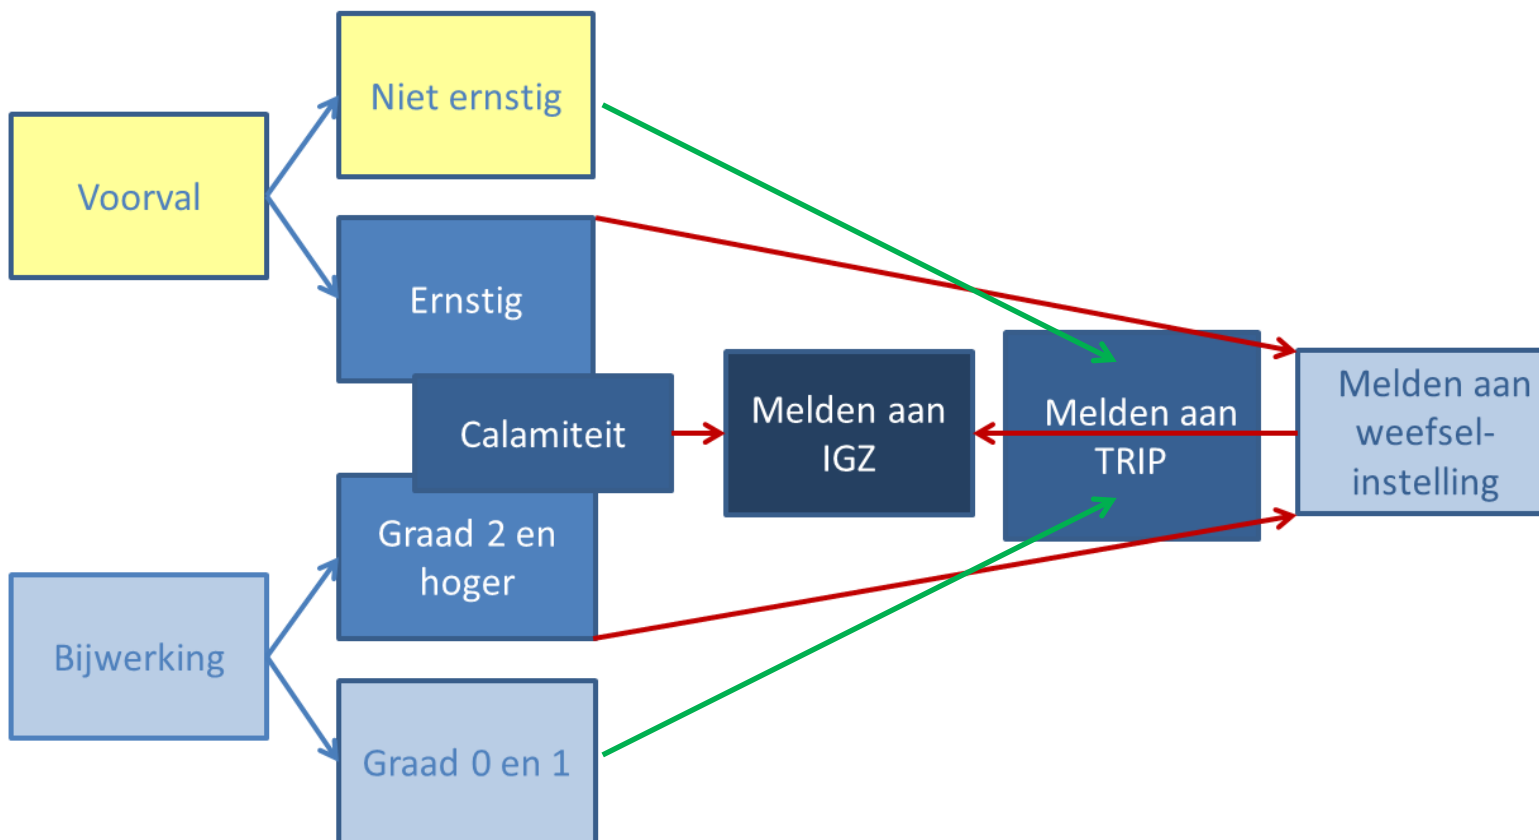 Niet ernstig
Voorval
Ernstig
Calamiteit
Melden aan
IGZ
Melden aan
TRIP
Melden aan
weefsel-
instelling
Graad 2 en
hoger
Bijwerking
Graad 0 en 1